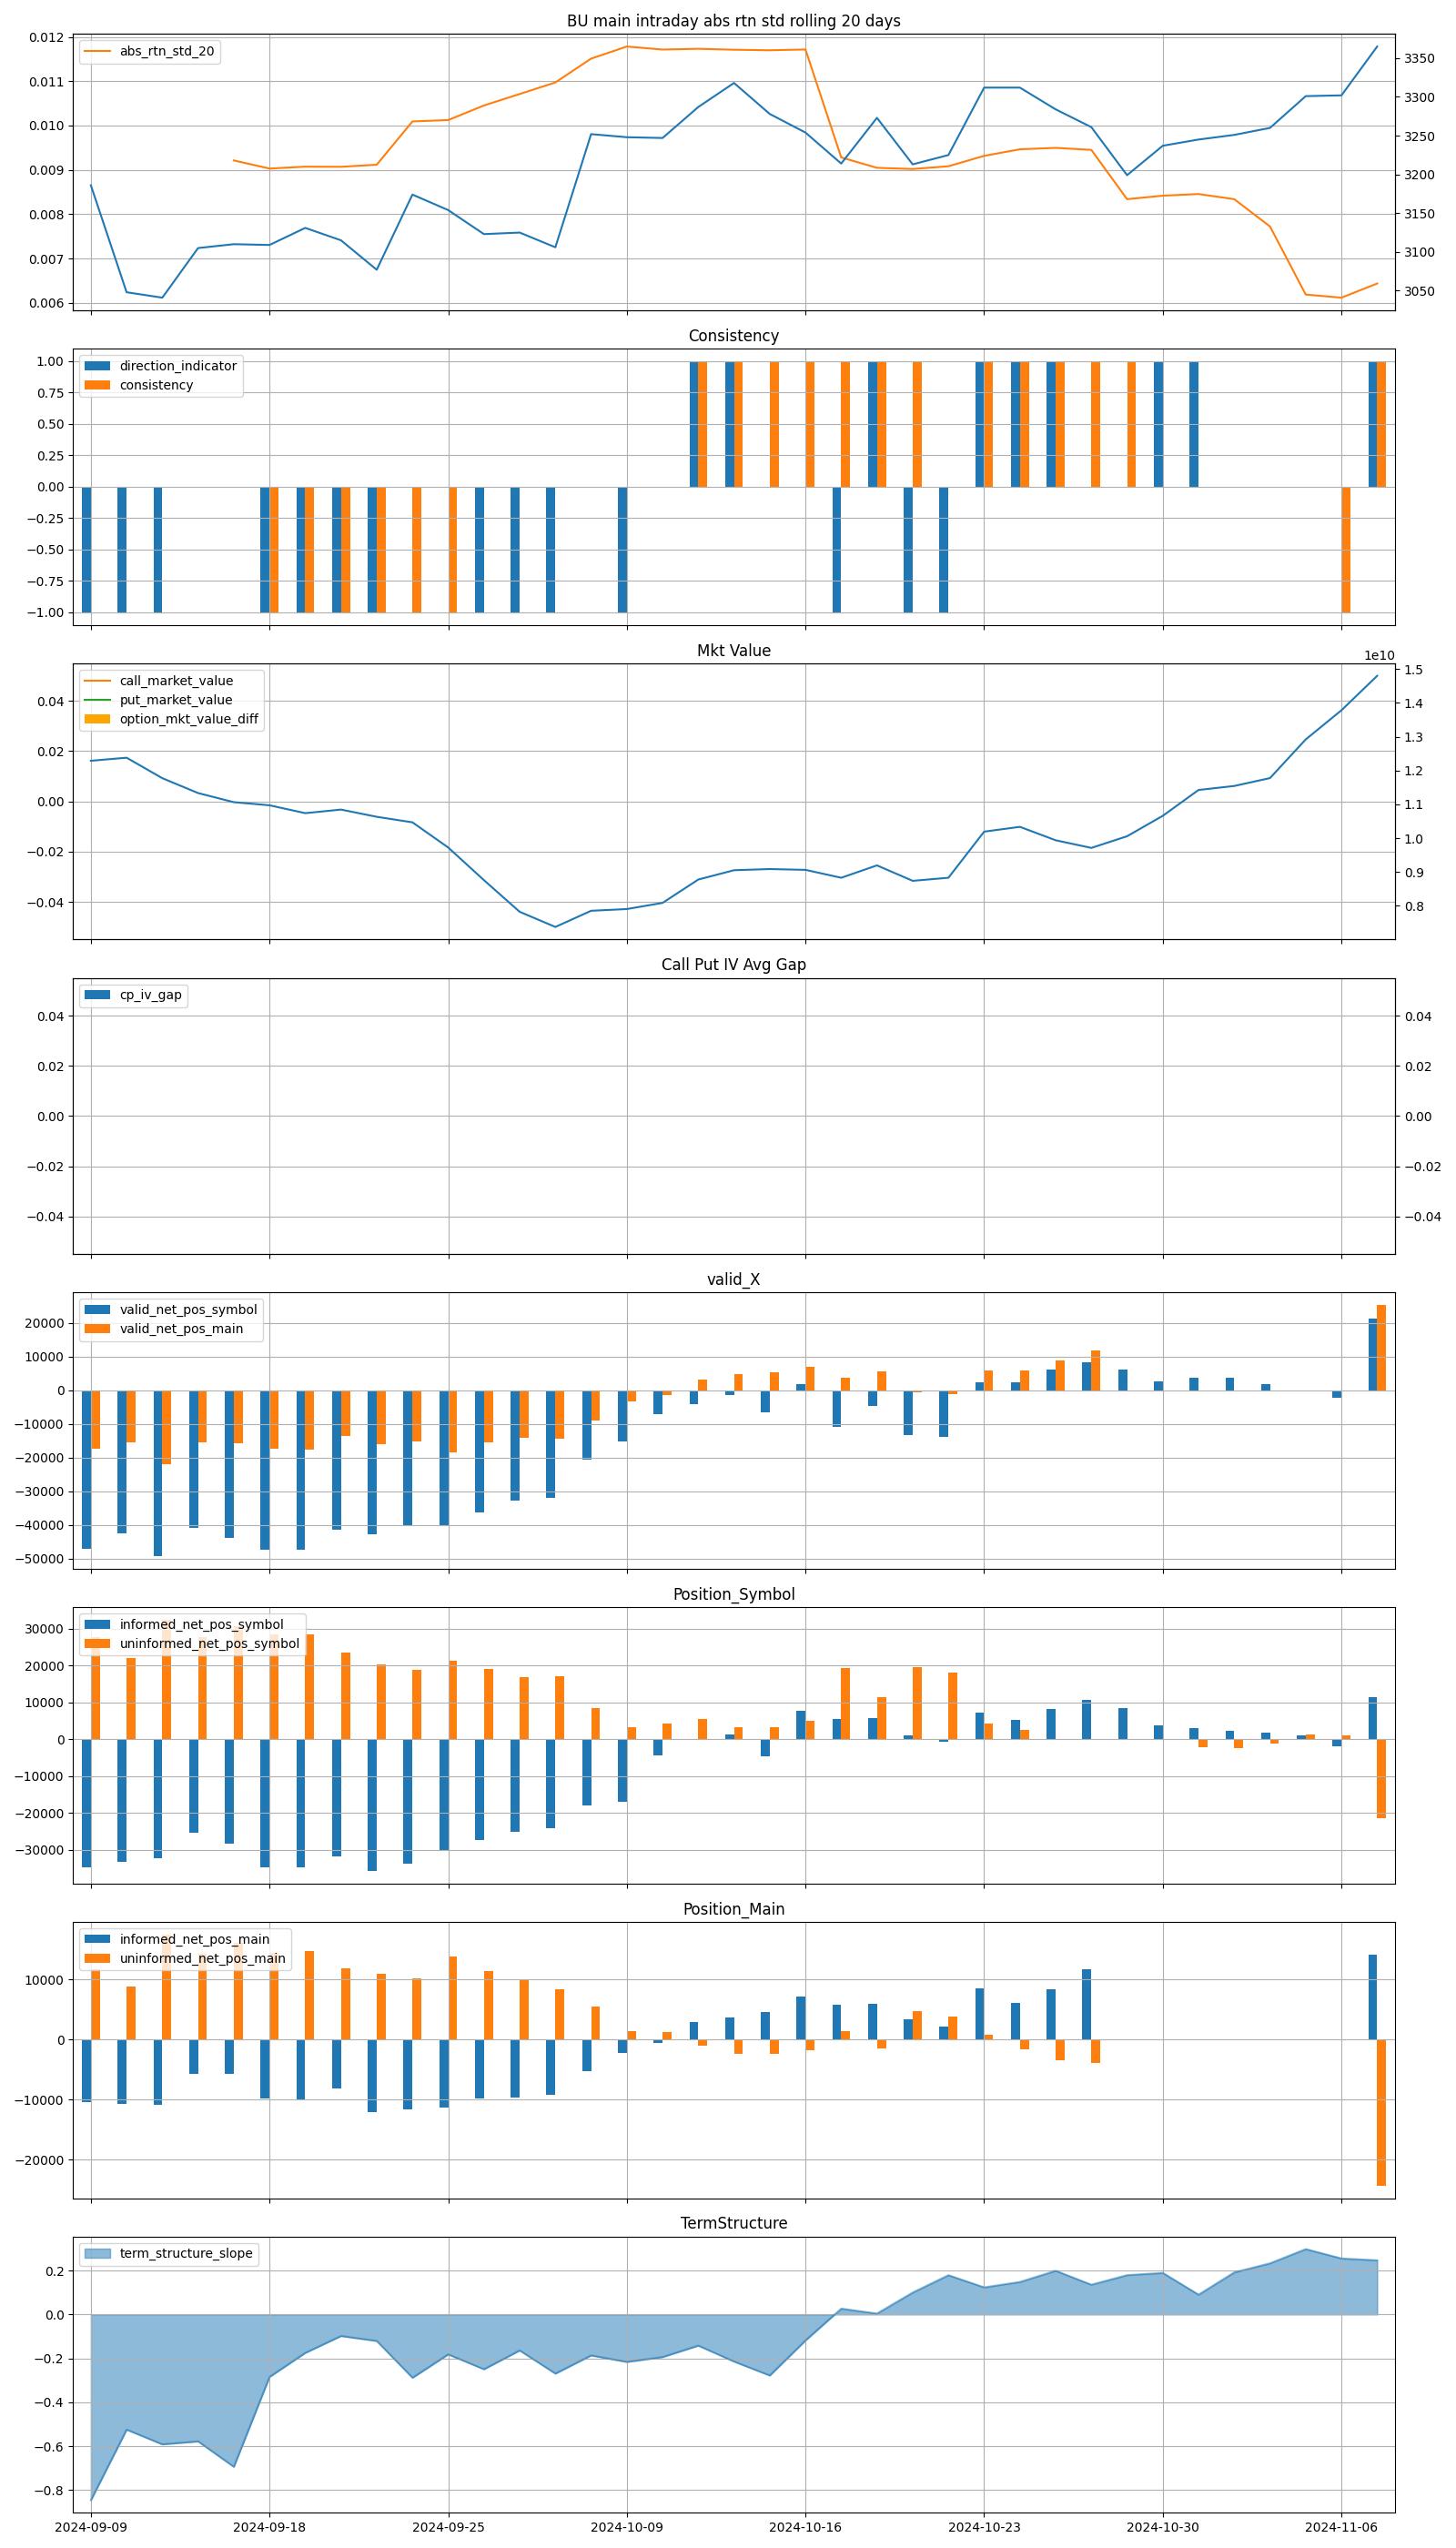 BU main intraday abs rtn std rolling 20 days
abs_rtn_std_20
0.012
0.011
0.010
0.009
0.008
0.007
0.006
3350
3300
3250
3200
3150
3100
3050
Consistency
direction_indicator
consistency
1.00
0.75
0.50
0.25
0.00
−0.25
−0.50
−0.75
−1.00
Mkt Value
1e10
call_market_value
put_market_value
option_mkt_value_diff
0.04
0.02
0.00
−0.02
−0.04
1.5
1.4
1.3
1.2
1.1
1.0
0.9
0.8
Call Put IV Avg Gap
cp_iv_gap
0.04
0.02
0.00
−0.02
−0.04
0.04
0.02
0.00
−0.02
−0.04
valid_X
valid_net_pos_symbol
valid_net_pos_main
20000
10000
0
−10000
−20000
−30000
−40000
−50000
Position_Symbol
informed_net_pos_symbol
uninformed_net_pos_symbol
30000
20000
10000
0
−10000
−20000
−30000
Position_Main
informed_net_pos_main
uninformed_net_pos_main
10000
0
−10000
−20000
TermStructure
term_structure_slope
0.2
0.0
−0.2
−0.4
−0.6
−0.8
2024-09-09 2024-09-18 2024-09-25 2024-10-09 2024-10-16 2024-10-23 2024-10-30 2024-11-06